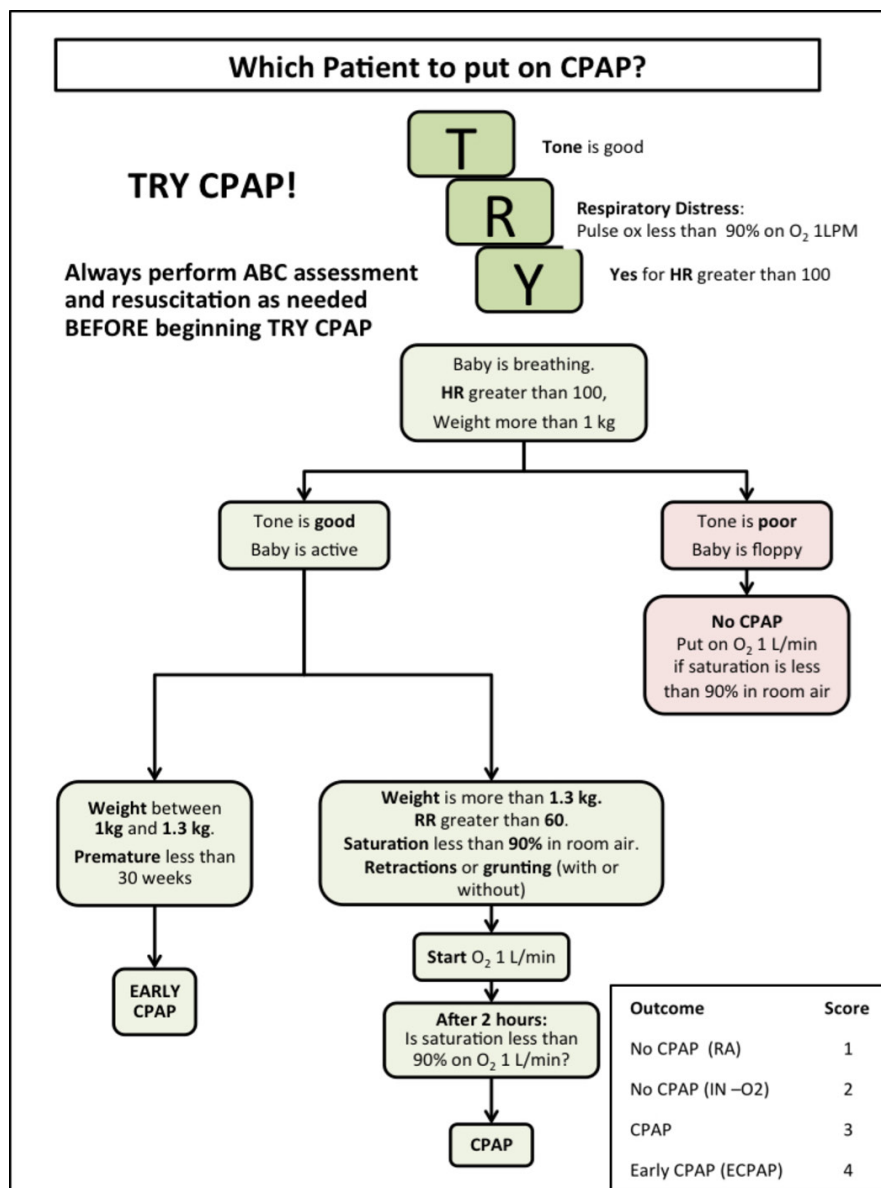 Which Patient to put on CPAP?
TRY CPAP!
Always perform ABC assessment
and resuscitation as needed
BEFORE beginning TRY CPAP
T
Tone is good
R
Respiratory Distress:
Pulse ox less than 90% on O₂ 1LPM
Y
Yes for HR greater than 100
Baby is breathing.
HR greater than 100,
Weight more than 1 kg
Tone is good
Baby is active
Tone is poor
Baby is floppy
No CPAP
Put on O₂ 1 L/min
if saturation is less
than 90% in room air
Weight between
1kg and 1.3 kg.
Premature less than
30 weeks
EARLY
CPAP
Weight is more than 1.3 kg.
RR greater than 60.
Saturation less than 90% in room air.
Retractions or grunting (with or
without)
Start O₂ 1 L/min
After 2 hours:
Is saturation less than
90% on O₂ 1 L/min?
CPAP
Outcome Score
No CPAP (RA) 1
No CPAP (IN –O2) 2
CPAP 3
Early CPAP (ECPAP) 4